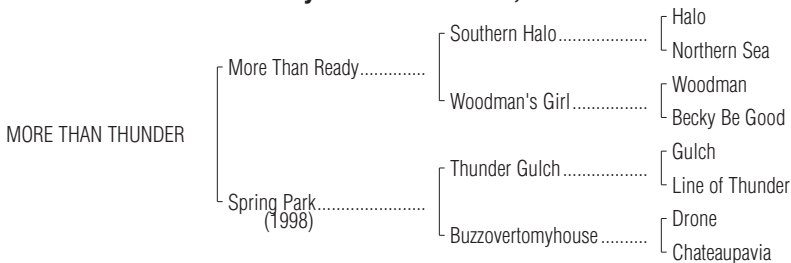 Halo
Southern Halo....................
Northern Sea
More Than Ready..............
Woodman
Woodman's Girl.................
Becky Be Good
MORE THAN THUNDER
Gulch
Thunder Gulch...................
Line of Thunder
Spring Park........................
(1998)
Drone
Buzzovertomyhouse..........
Chateaupavia